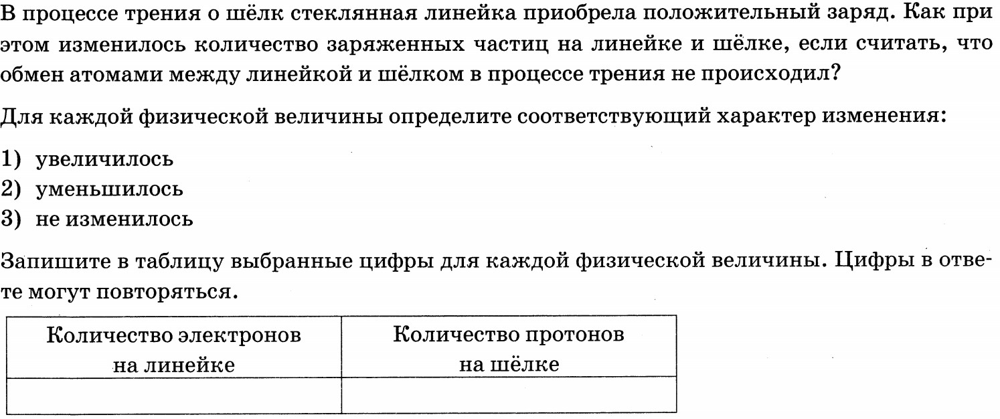 В процессе трения о шёлк стеклянная линейка приобрела положительный заряд. Как при
этом изменилось количество заряженных частиц на линейке и шёлке, если считать, что
обмен атомами между линейкой и шёлком в процессе трения не происходил?
Для каждой физической величины определите соответствующий характер изменения:
1) увеличилось
2) уменьшилось
3) не изменилось
Запишите в таблицу выбранные цифры для каждой физической величины. Цифры в отве-
те могут повторяться.
Количество электронов
на линейке
Количество протонов
на шёлке